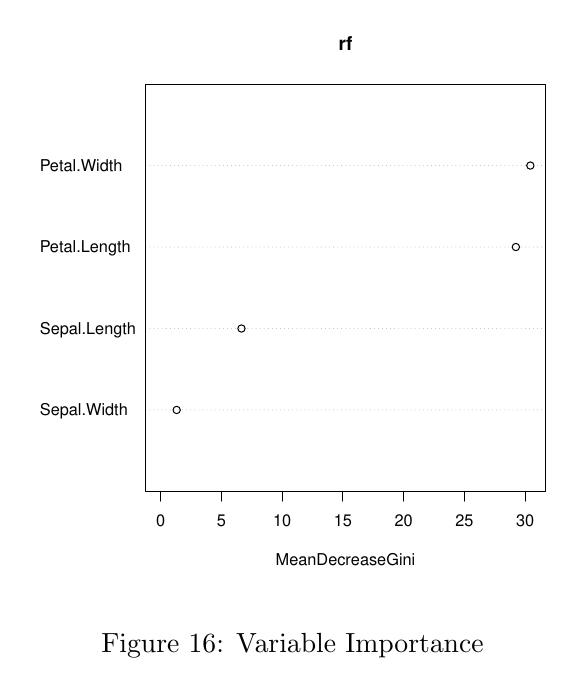 rf
Petal.Width
Petal.Length
Sepal.Length
Sepal.Width
0 5 10 15 20 25 30
MeanDecreaseGini
Figure 16: Variable Importance